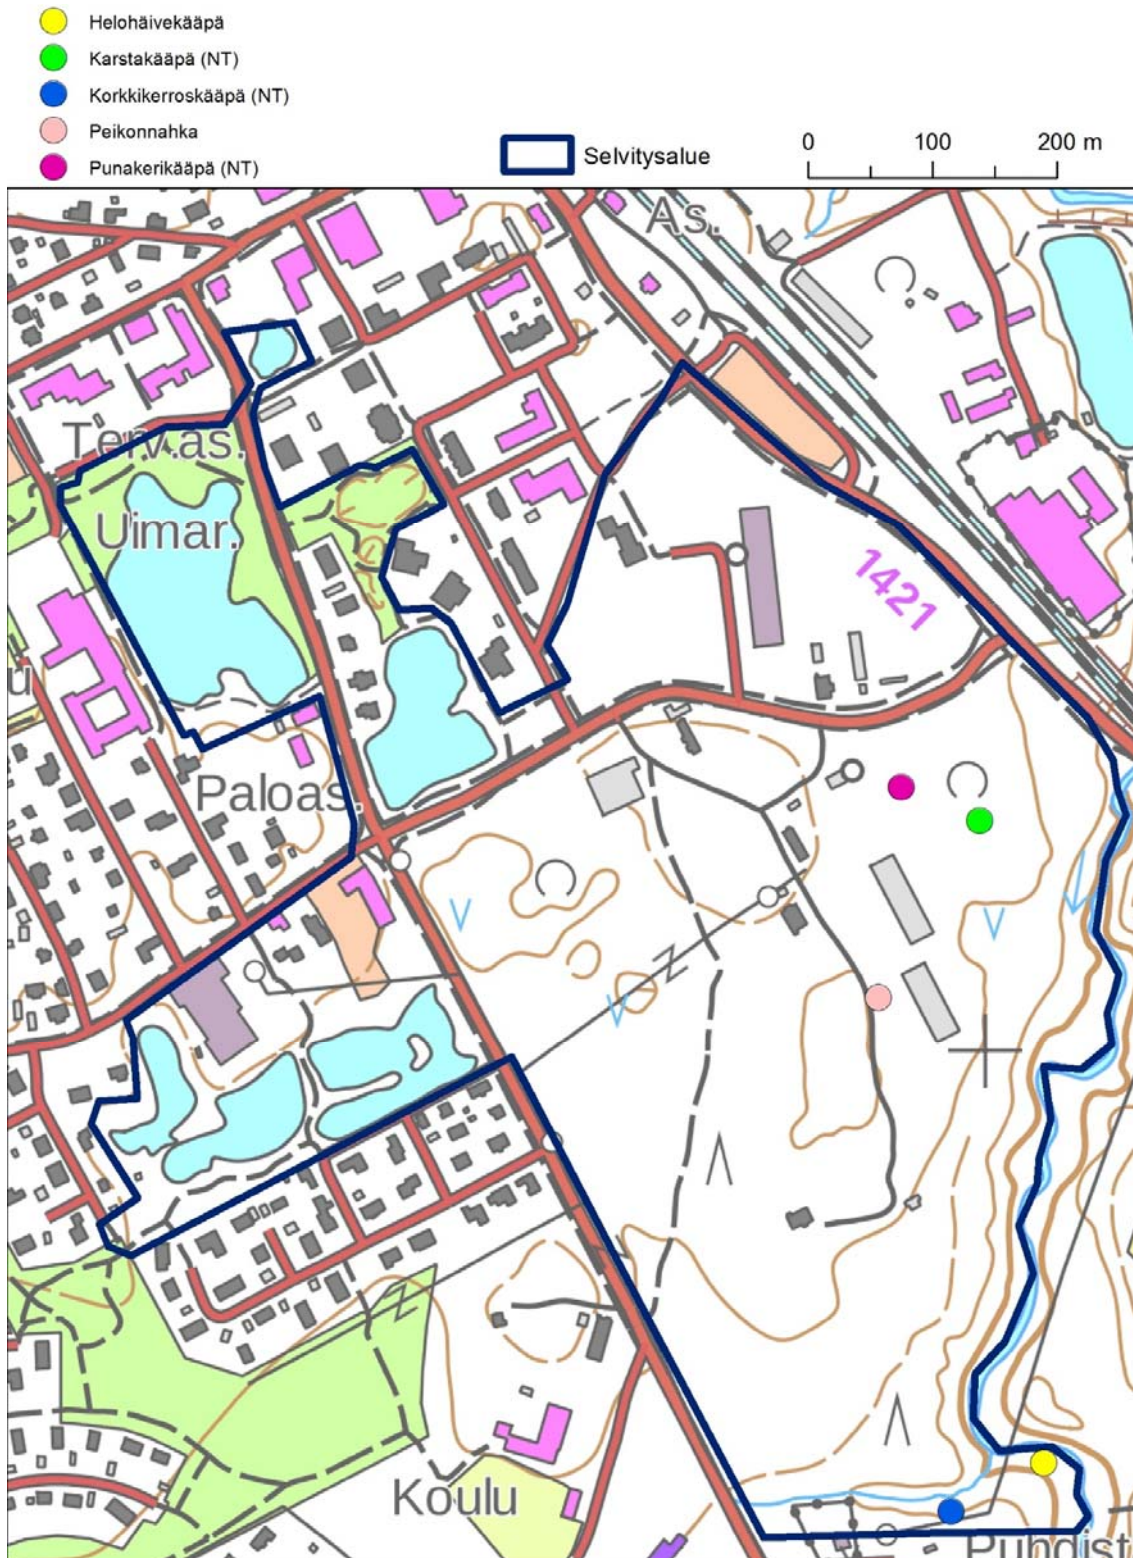 Helohäivekääpä
Karstakääpä (NT)
Korkkikerroskääpä (NT)
Peikonnahka
Punakerikääpä (NT)
Selvitysalue
0 100 200 m
As.
Terv.as.
Uimar.
1421
u
Paloas.
Koulu
Puhdist